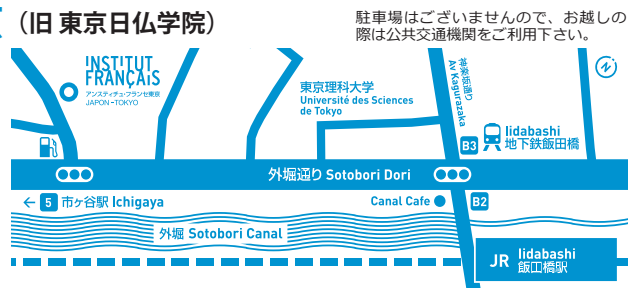 （旧 東京日仏学院）
駐車場はございませんので、お越しの
際は公共交通機関をご利用下さい。
INSTITUT
FRANÇAIS
アンスティチュ・フランセ東京
JAPON -TOKYO
東京理科大学
Université des Sciences
de Tokyo
神楽坂通り
Av Kagurazaka
N
B3
Iidabashi
地下鉄飯田橋
外堀通り Sotobori Dori
← 5 市ヶ谷駅 Ichigaya
Canal Cafe
B2
外堀 Sotobori Canal
JR Iidabashi
飯田橋駅